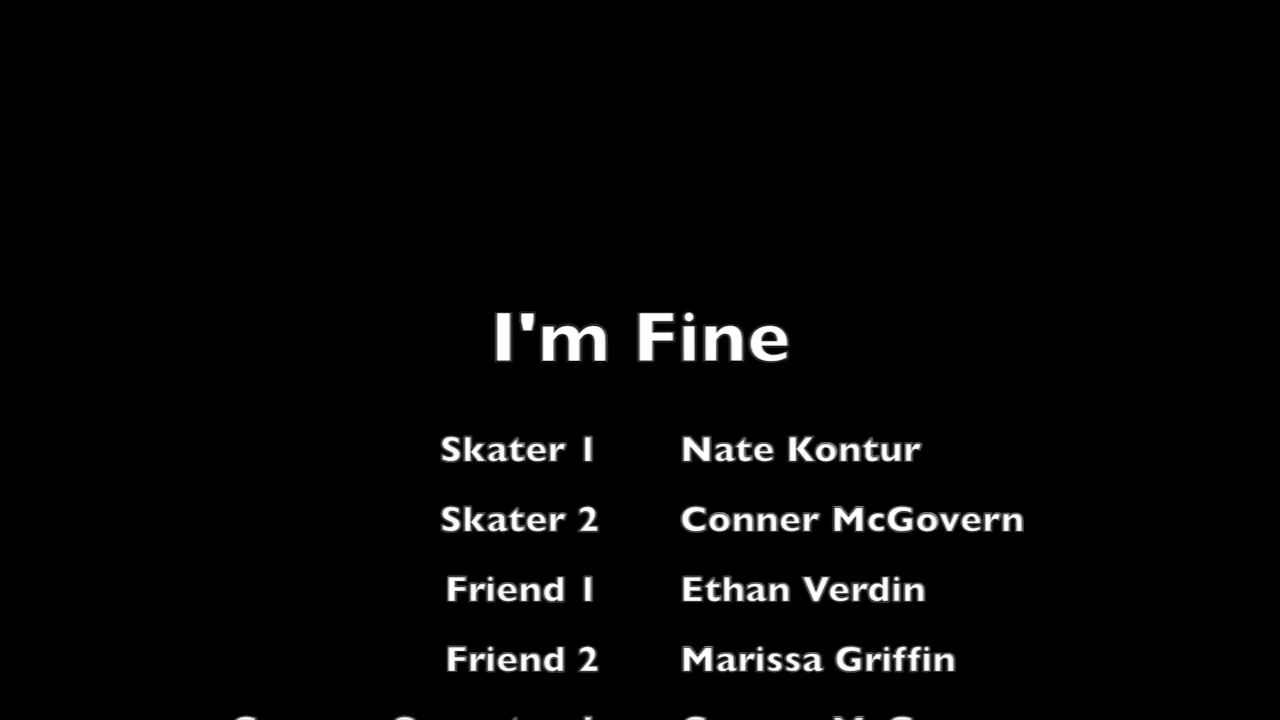 I'm Fine
Skater 1 Nate Kontur
Skater 2 Conner McGovern
Friend 1 Ethan Verdin
Friend 2 Marissa Griffin